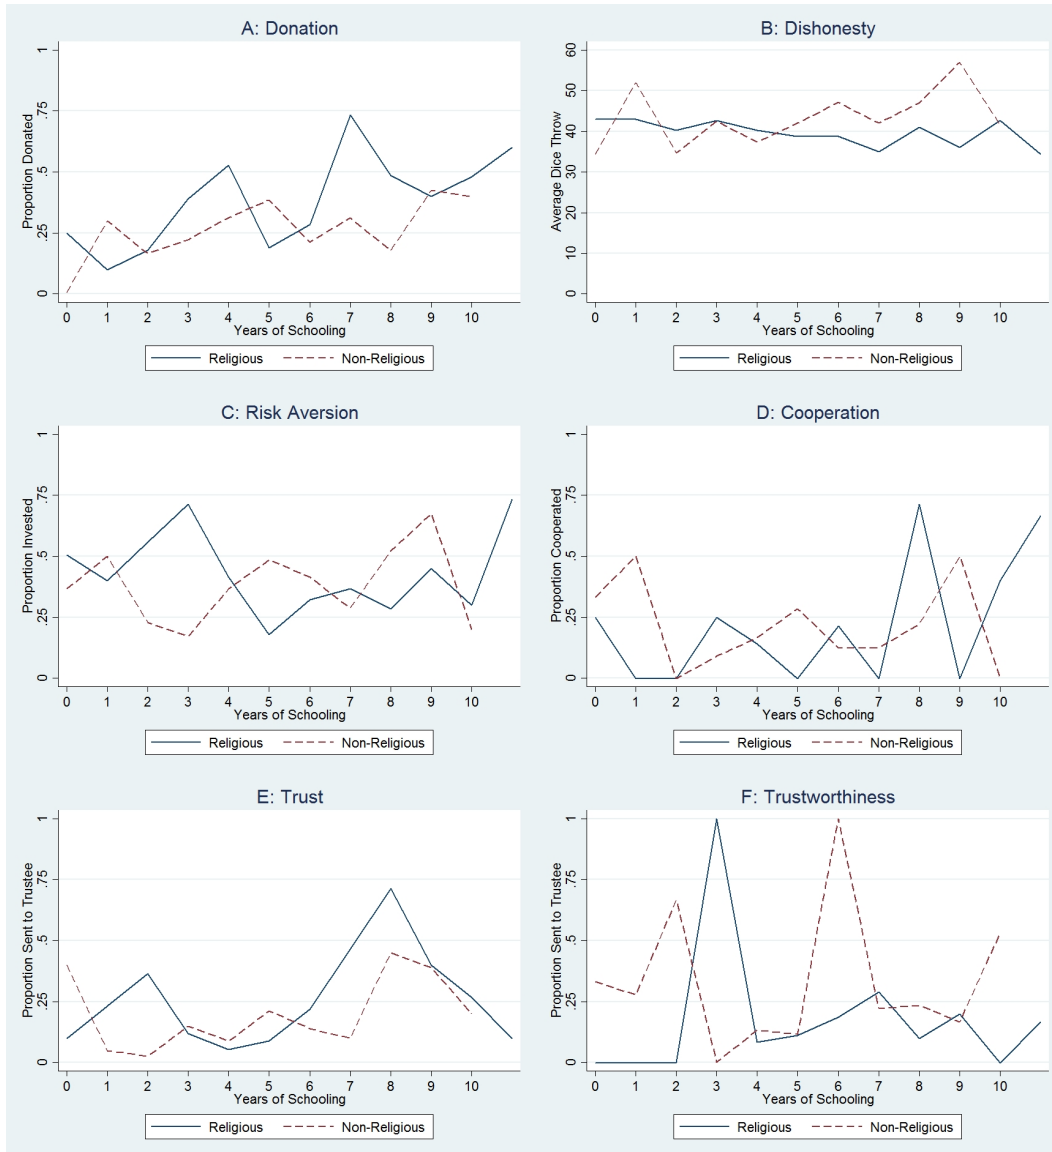 A: Donation
Proportion Donated
1
.75
.5
.25
0
0 1 2 3 4 5 6 7 8 9 10
Years of Schooling
Religious Non-Religious
B: Dishonesty
Average Dice Throw
60
50
40
30
20
10
0
0 1 2 3 4 5 6 7 8 9 10
Years of Schooling
Religious Non-Religious
C: Risk Aversion
Proportion Invested
1
.75
.5
.25
0
0 1 2 3 4 5 6 7 8 9 10
Years of Schooling
Religious Non-Religious
D: Cooperation
Proportion Cooperated
1
.75
.5
.25
0
0 1 2 3 4 5 6 7 8 9 10
Years of Schooling
Religious Non-Religious
E: Trust
Proportion Sent to Trustee
1
.75
.5
.25
0
0 1 2 3 4 5 6 7 8 9 10
Years of Schooling
Religious Non-Religious
F: Trustworthiness
Proportion Sent to Trustee
1
.75
.5
.25
0
0 1 2 3 4 5 6 7 8 9 10
Years of Schooling
Religious Non-Religious